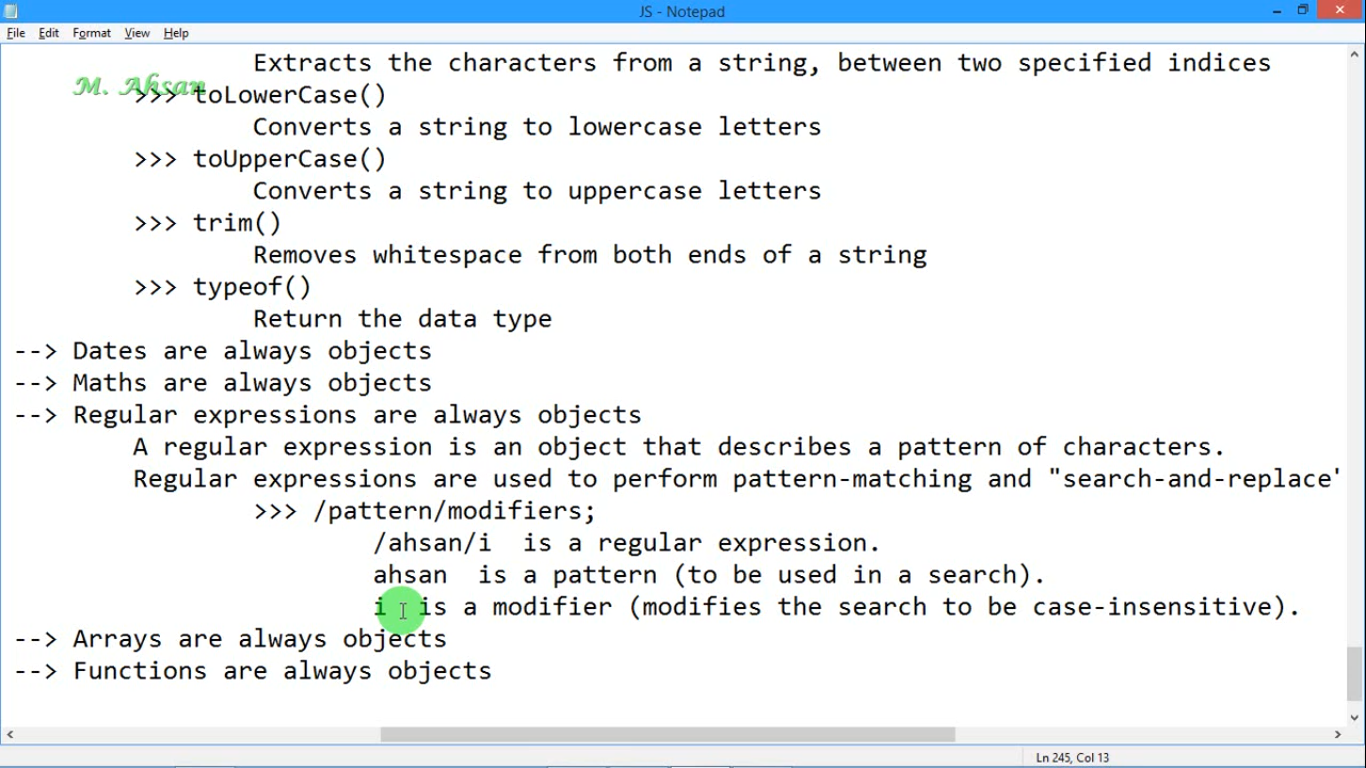 JS - Notepad
File Edit Format View Help
Extracts the characters from a string, between two specified indices
M. Ahsan
>>> toLowerCase()
Converts a string to lowercase letters
>>> toUpperCase()
Converts a string to uppercase letters
>>> trim()
Removes whitespace from both ends of a string
>>> typeof()
Return the data type
--> Dates are always objects
--> Maths are always objects
--> Regular expressions are always objects
A regular expression is an object that describes a pattern of characters.
Regular expressions are used to perform pattern-matching and "search-and-replace'
>>> /pattern/modifiers;
/ahsan/i is a regular expression.
ahsan is a pattern (to be used in a search).
i is a modifier (modifies the search to be case-insensitive).
--> Arrays are always objects
--> Functions are always objects
Ln 245, Col 13